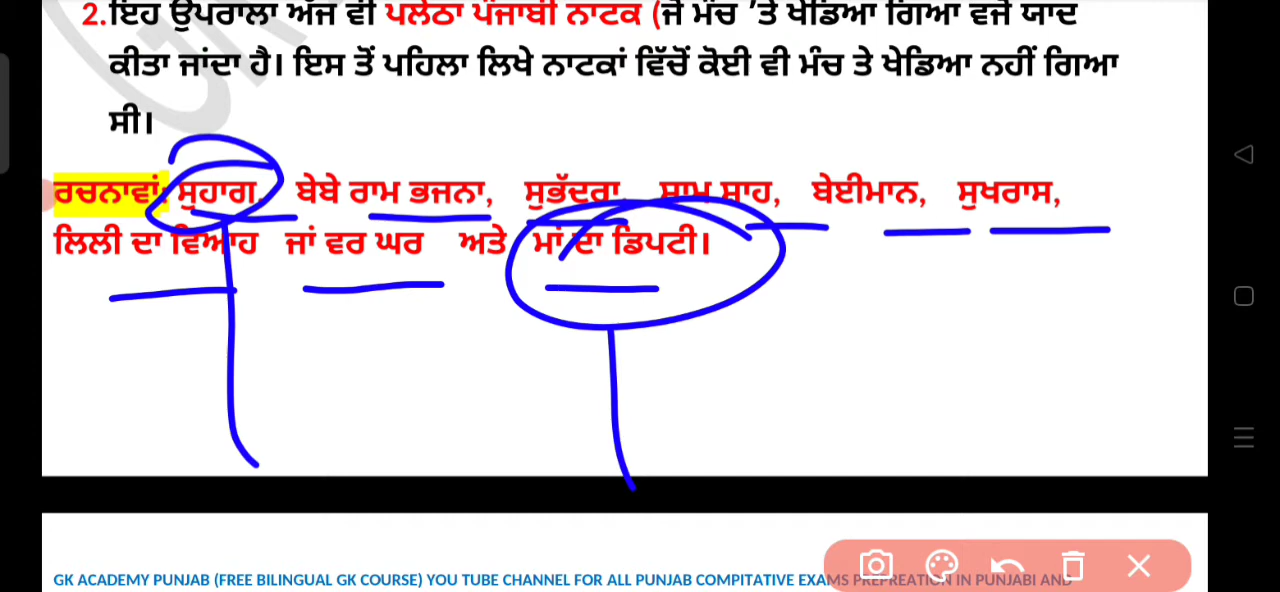 2.ਇਹ ਉਪਰਾਲਾ ਅੱਜ ਵੀ ਪਲੇਠਾ ਪੰਜਾਬੀ ਨਾਟਕ (ਜੋ ਮੰਚ 'ਤੇ ਖੇਡਿਆ ਗਿਆ ਵਜੋਂ ਯਾਦ
ਕੀਤਾ ਜਾਂਦਾ ਹੈ। ਇਸ ਤੋਂ ਪਹਿਲਾ ਲਿਖੇ ਨਾਟਕਾਂ ਵਿੱਚੋਂ ਕੋਈ ਵੀ ਮੰਚ ਤੇ ਖੇਡਿਆ ਨਹੀਂ ਗਿਆ
ਸੀ।
ਰਚਨਾਵਾਂ: ਸੁਹਾਗ, ਬੇਬੇ ਰਾਮ ਭਜਨਾ, ਸੁਭੱਦਰਾ, ਸ਼ਾਮੂ ਸ਼ਾਹ, ਬੇਈਮਾਨ, ਸੁਖਰਾਸ,
ਲਿਲੀ ਦਾ ਵਿਆਹ ਜਾਂ ਵਰ ਘਰ ਅਤੇ ਮਾਂ ਦਾ ਡਿਪਟੀ।
GK ACADEMY PUNJAB (FREE BILINGUAL GK COURSE) YOU TUBE CHANNEL FOR ALL PUNJAB COMPITATIVE EXAMS PREPREATION IN PUNJABI AND